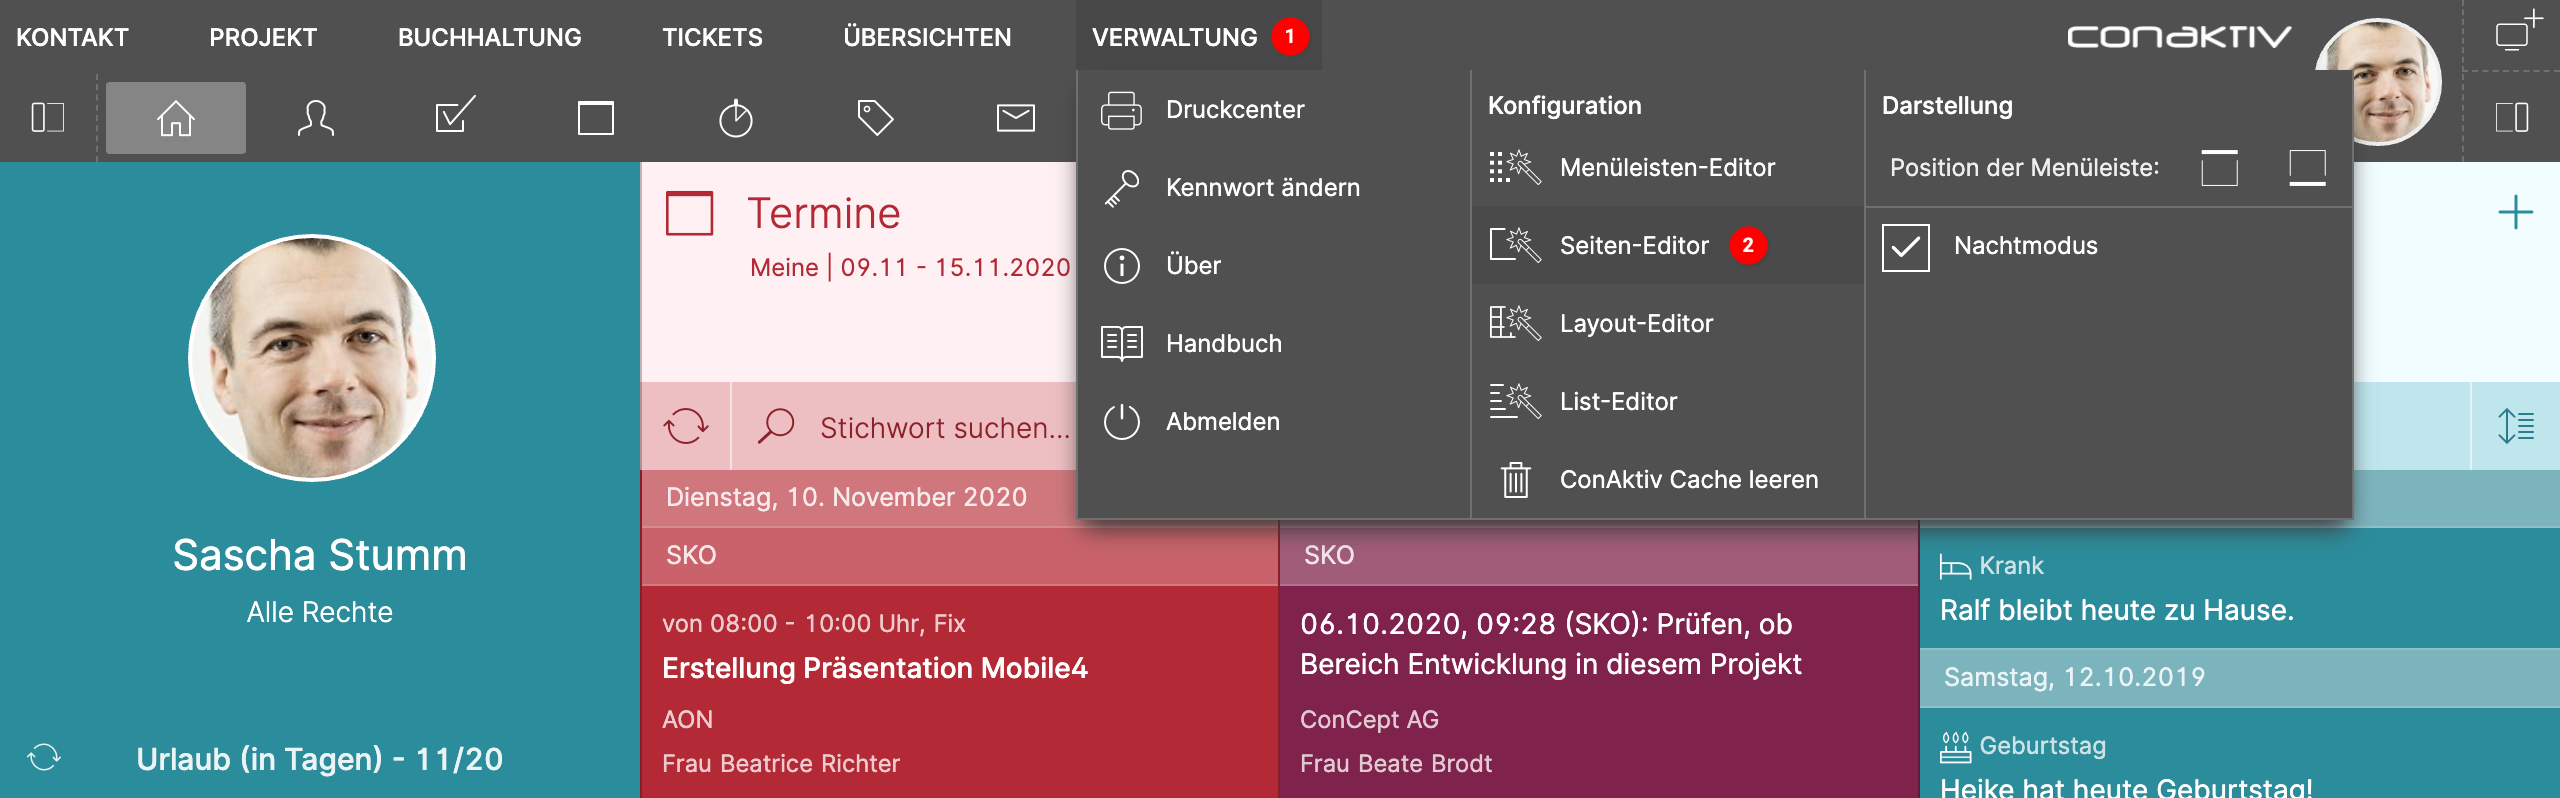 KONTAKT
PROJEKT
BUCHHALTUNG
TICKETS
ÜBERSICHTEN
VERWALTUNG 1
conaktiv
Druckcenter
Kennwort ändern
Über
Handbuch
Abmelden
Konfiguration
Menüleisten-Editor
Seiten-Editor 2
Layout-Editor
List-Editor
ConAktiv Cache leeren
Darstellung
Position der Menüleiste:
Nachtmodus
Sascha Stumm
Alle Rechte
Urlaub (in Tagen) - 11/20
Termine
Meine | 09.11 - 15.11.2020
Stichwort suchen...
Dienstag, 10. November 2020
SKO
von 08:00 - 10:00 Uhr, Fix
Erstellung Präsentation Mobile4
AON
Frau Beatrice Richter
SKO
06.10.2020, 09:28 (SKO): Prüfen, ob
Bereich Entwicklung in diesem Projekt
ConCept AG
Frau Beate Brodt
Krank
Ralf bleibt heute zu Hause.
Samstag, 12.10.2019
Geburtstag
Heike hat heute Geburtstag!